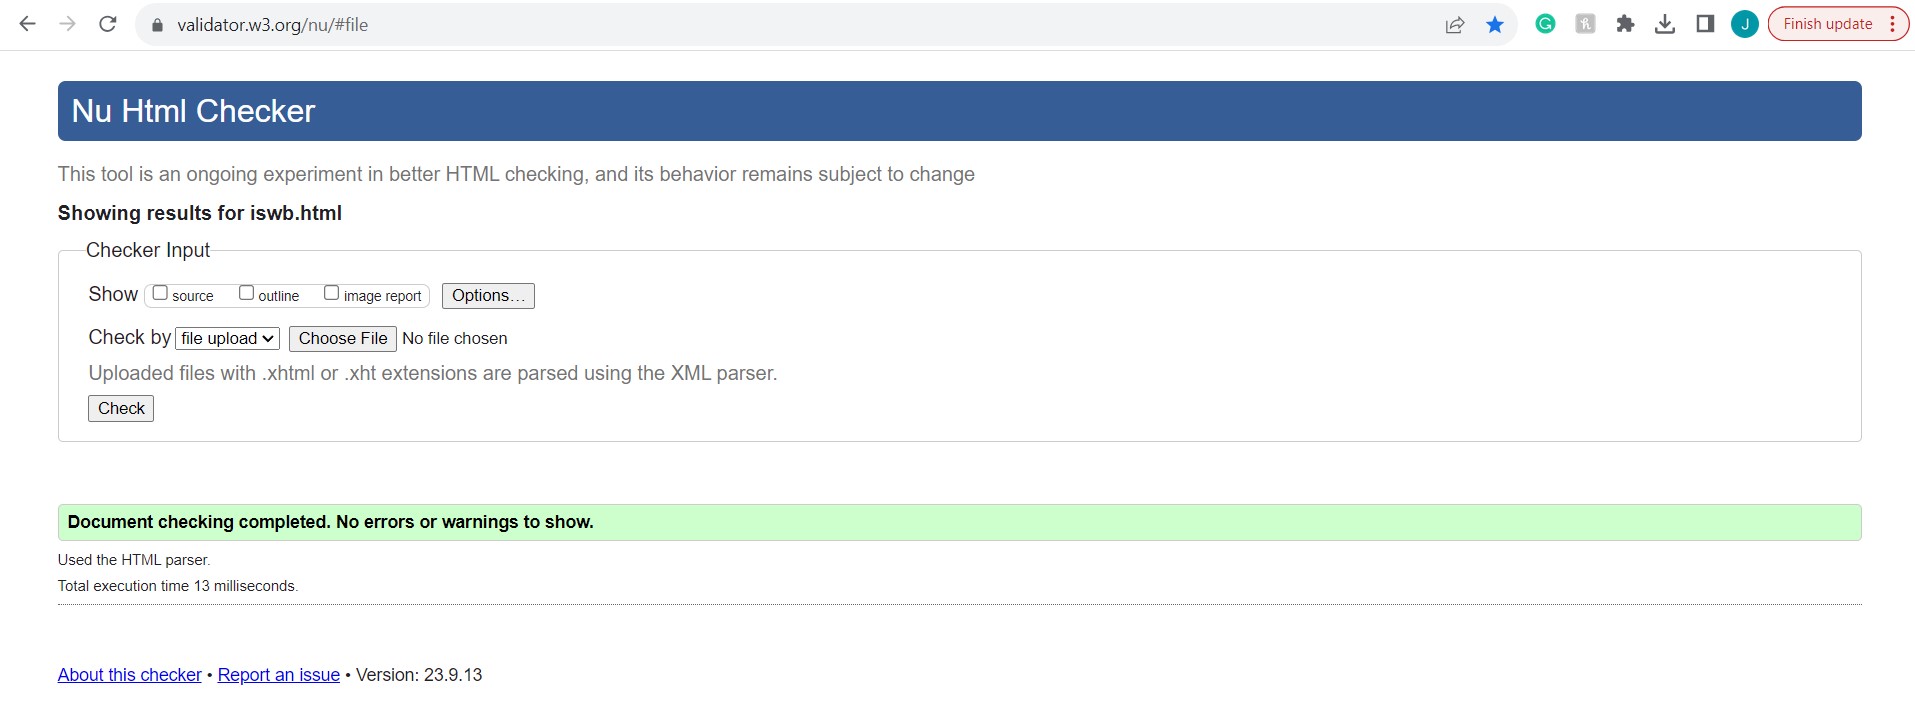 validator.w3.org/nu/#file
J
Finish update
Nu Html Checker
This tool is an ongoing experiment in better HTML checking, and its behavior remains subject to change
Showing results for iswb.html
Checker Input
Show source outline image report Options...
Check by file upload Choose File No file chosen
Uploaded files with .xhtml or .xht extensions are parsed using the XML parser.
Check
Document checking completed. No errors or warnings to show.
Used the HTML parser.
Total execution time 13 milliseconds.
About this checker • Report an issue • Version: 23.9.13